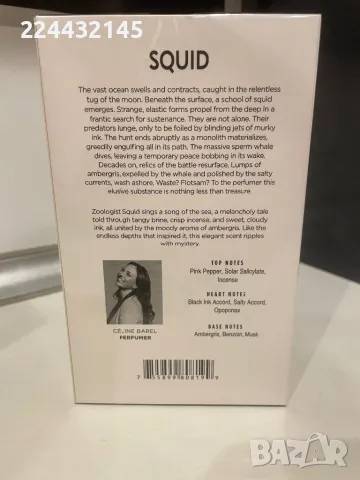 224432145
SQUID
The vast ocean swells and contracts, caught in the relentless
tug of the moon. Beneath the surface, a school of squid
emerges. Strange, elastic forms propel from the deep in a
frantic search for sustenance. They are not alone. Their
predators lunge, only to be foiled by blinding jets of murky
ink. The hunt ends abruptly as a monolith materializes,
greedily engulfing all in its path. The massive sperm whale
dives, leaving a temporary peace bobbing in its wake.
Decades on, relics of the battle resurface. Lumps of
ambergris, expelled by the whale and polished by the salty
currents, wash ashore. Waste? Flotsam? To the perfumer this
elusive substance is nothing less than treasure.
Zoologist Squid sings a song of the sea, a melancholy tale
told through tangy brine, crisp incense, and sweet, cloudy
ink, all united by the moody aroma of ambergris. Like
the endless depths that inspired it, this elegant scent ripples
with mystery.
TOP NOTES
Pink Pepper, Solar Salicylate,
Incense
HEART NOTES
Black Ink Accord, Salty Accord,
Opoponax
BASE NOTES
Ambergris, Benzoin, Musk
CÉLINE BAREL
PERFUMER
BAZAR